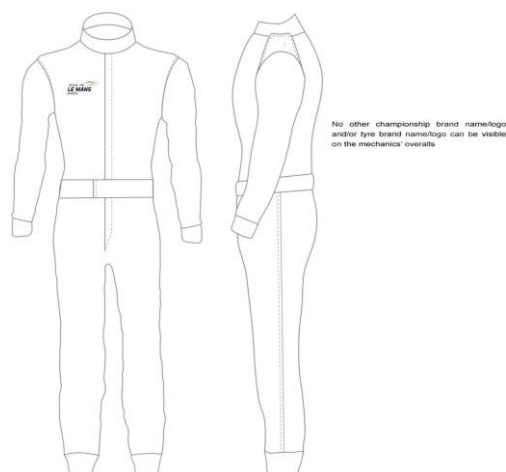 LE MANS
No other championship brand name/logo
and/or tyre brand name/logo can be visible
on the mechanics' overalls